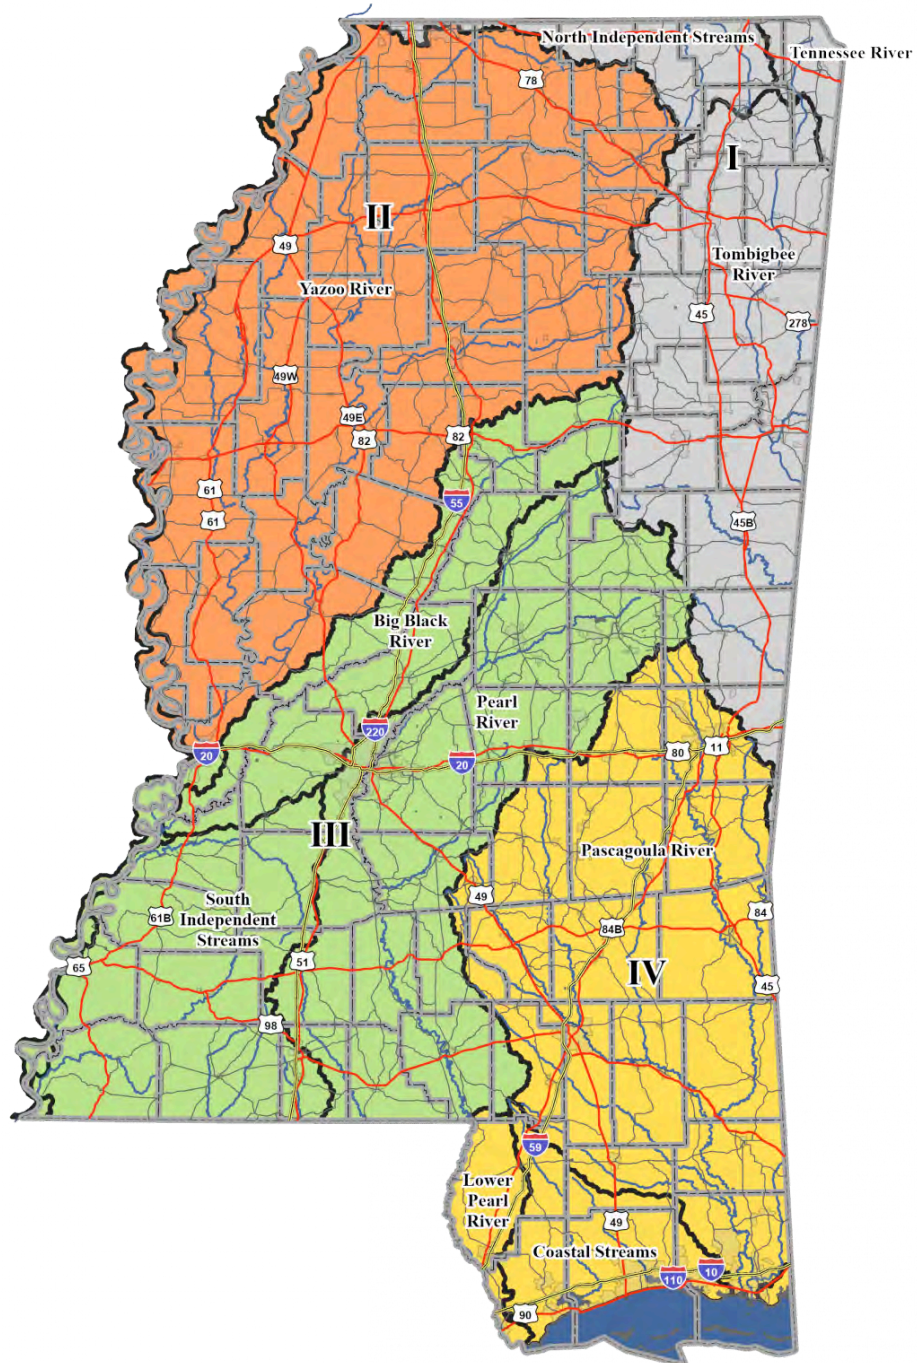 North Independent Streams
Tennessee River
78
I
II
49
Tombigbee
River
Yazoo River
45
278
49W
49E
82
82
61
55
61
45B
Big Black
River
Pearl
River
220
20
20
80
11
III
Pascagoula River
49
South
Independent
Streams
61B
84B
84
51
65
IV
45
98
59
Lower
Pearl
River
49
Coastal Streams
10
110
90